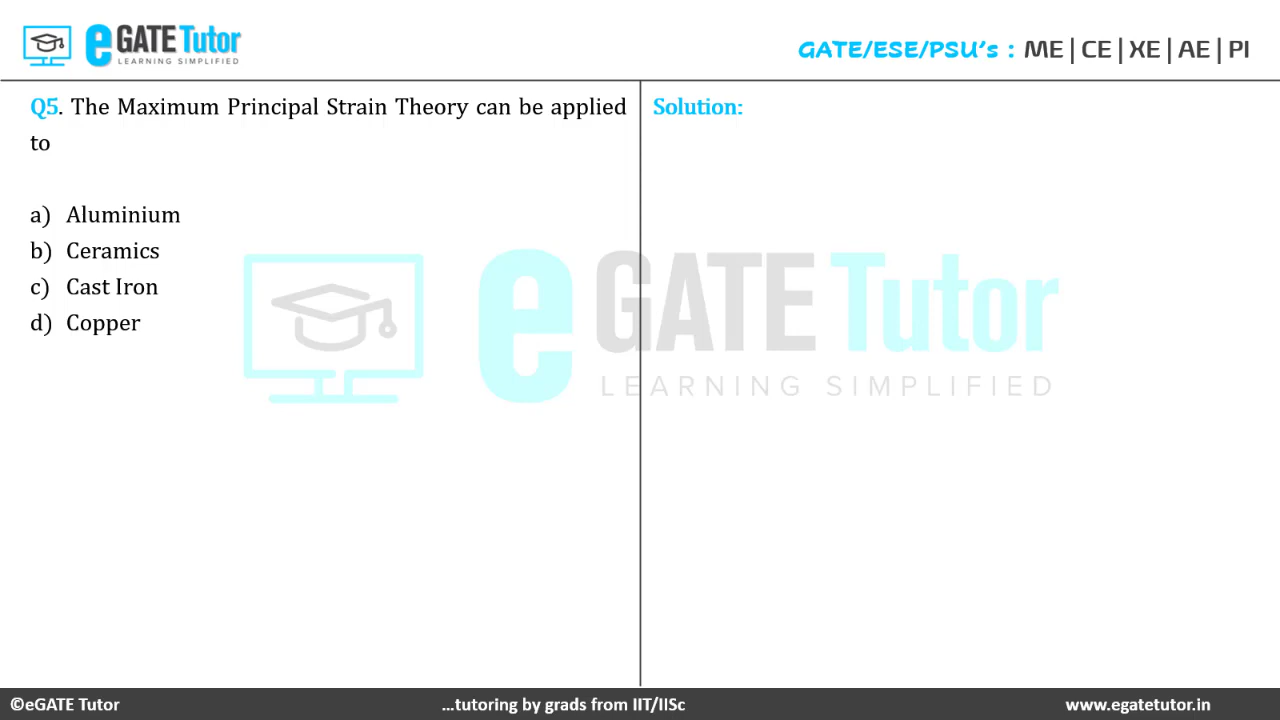 e GATE Tutor
LEARNING SIMPLIFIED
GATE/ESE/PSU's : ME | CE | XE | AE | PI
Q5. The Maximum Principal Strain Theory can be applied
to
a) Aluminium
b) Ceramics
c) Cast Iron
d) Copper
Solution:
e GATE Tutor
LEARNING SIMPLIFIED
©eGATE Tutor
...tutoring by grads from IIT/IISc
www.egatetutor.in